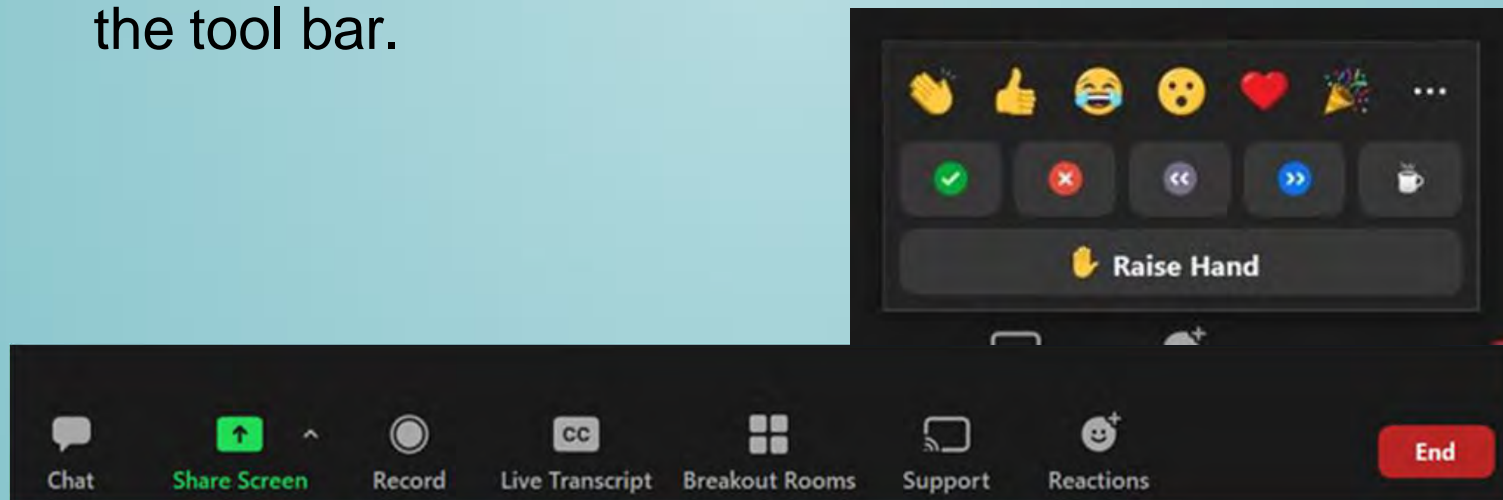 the tool bar.
Raise Hand
CC
Chat Share Screen Record Live Transcript Breakout Rooms Support Reactions End